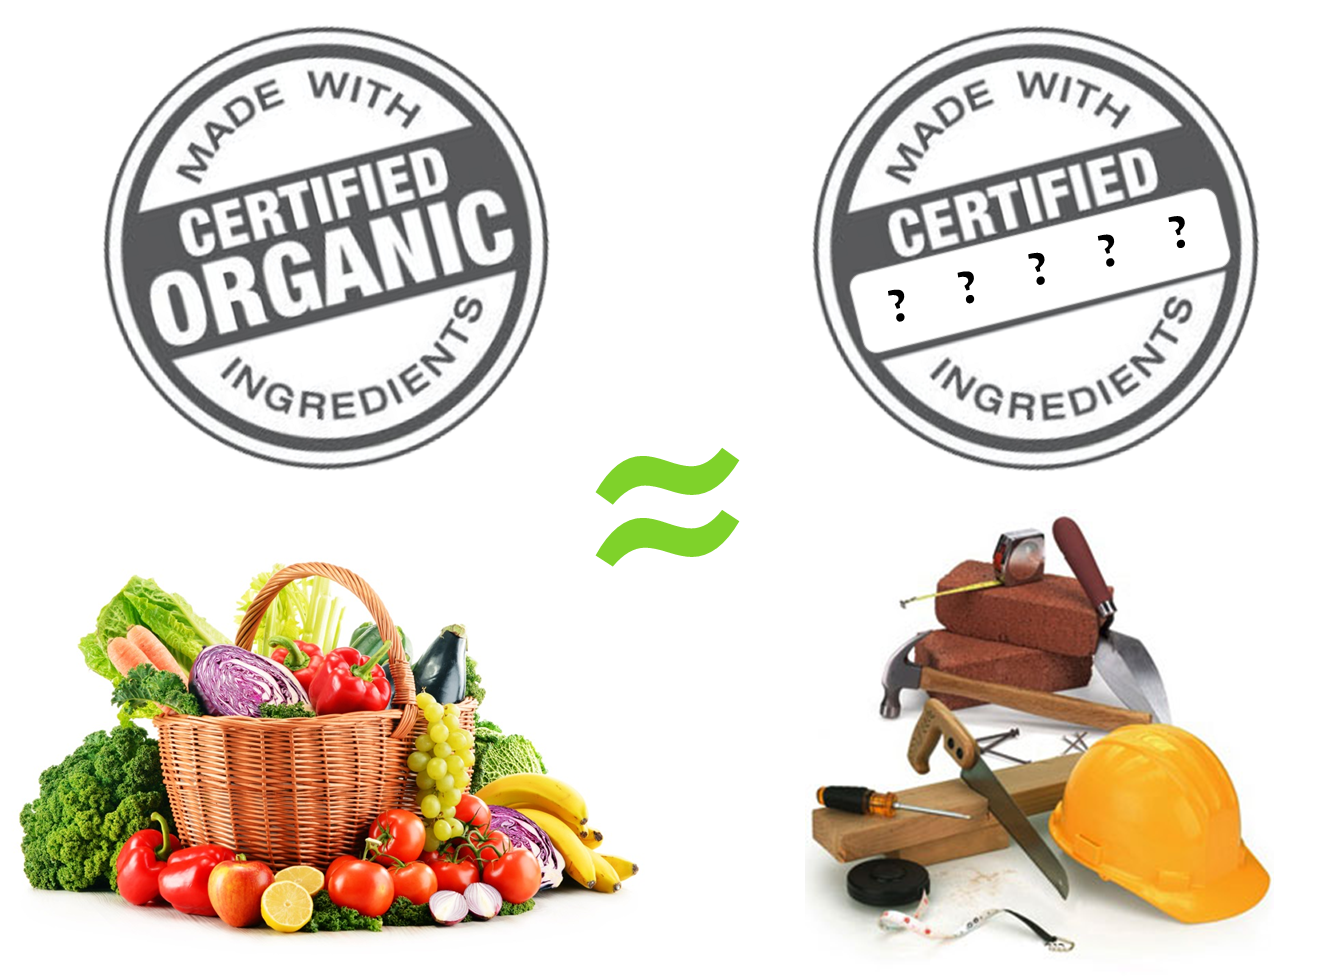 MADE WITH
CERTIFIED
ORGANIC
INGREDIENTS
MADE WITH
CERTIFIED
? ? ? ? ?
INGREDIENTS
≈